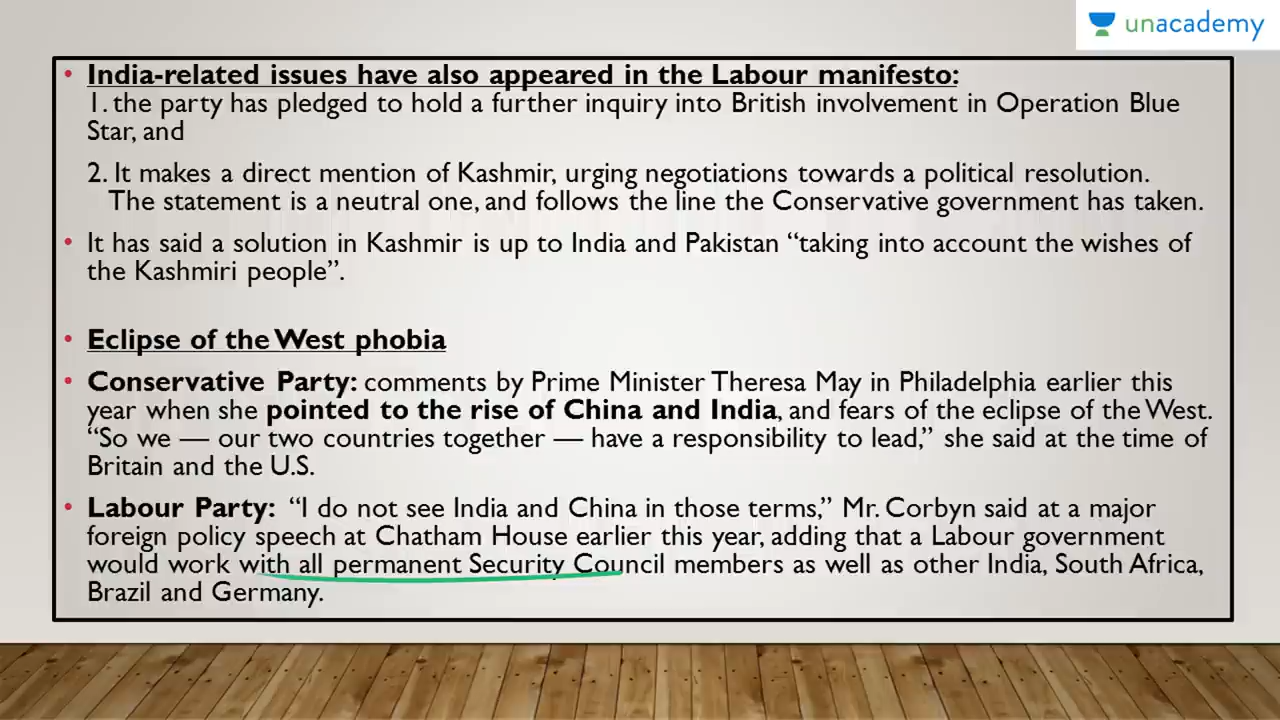 unacademy
• India-related issues have also appeared in the Labour manifesto:
1. the party has pledged to hold a further inquiry into British involvement in Operation Blue
Star, and
2. It makes a direct mention of Kashmir, urging negotiations towards a political resolution.
The statement is a neutral one, and follows the line the Conservative government has taken.
• It has said a solution in Kashmir is up to India and Pakistan “taking into account the wishes of
the Kashmiri people”.
• Eclipse of the West phobia
• Conservative Party: comments by Prime Minister Theresa May in Philadelphia earlier this
year when she pointed to the rise of China and India, and fears of the eclipse of the West.
“So we — our two countries together — have a responsibility to lead,” she said at the time of
Britain and the U.S.
• Labour Party: “I do not see India and China in those terms,” Mr. Corbyn said at a major
foreign policy speech at Chatham House earlier this year, adding that a Labour government
would work with all permanent Security Council members as well as other India, South Africa,
Brazil and Germany.